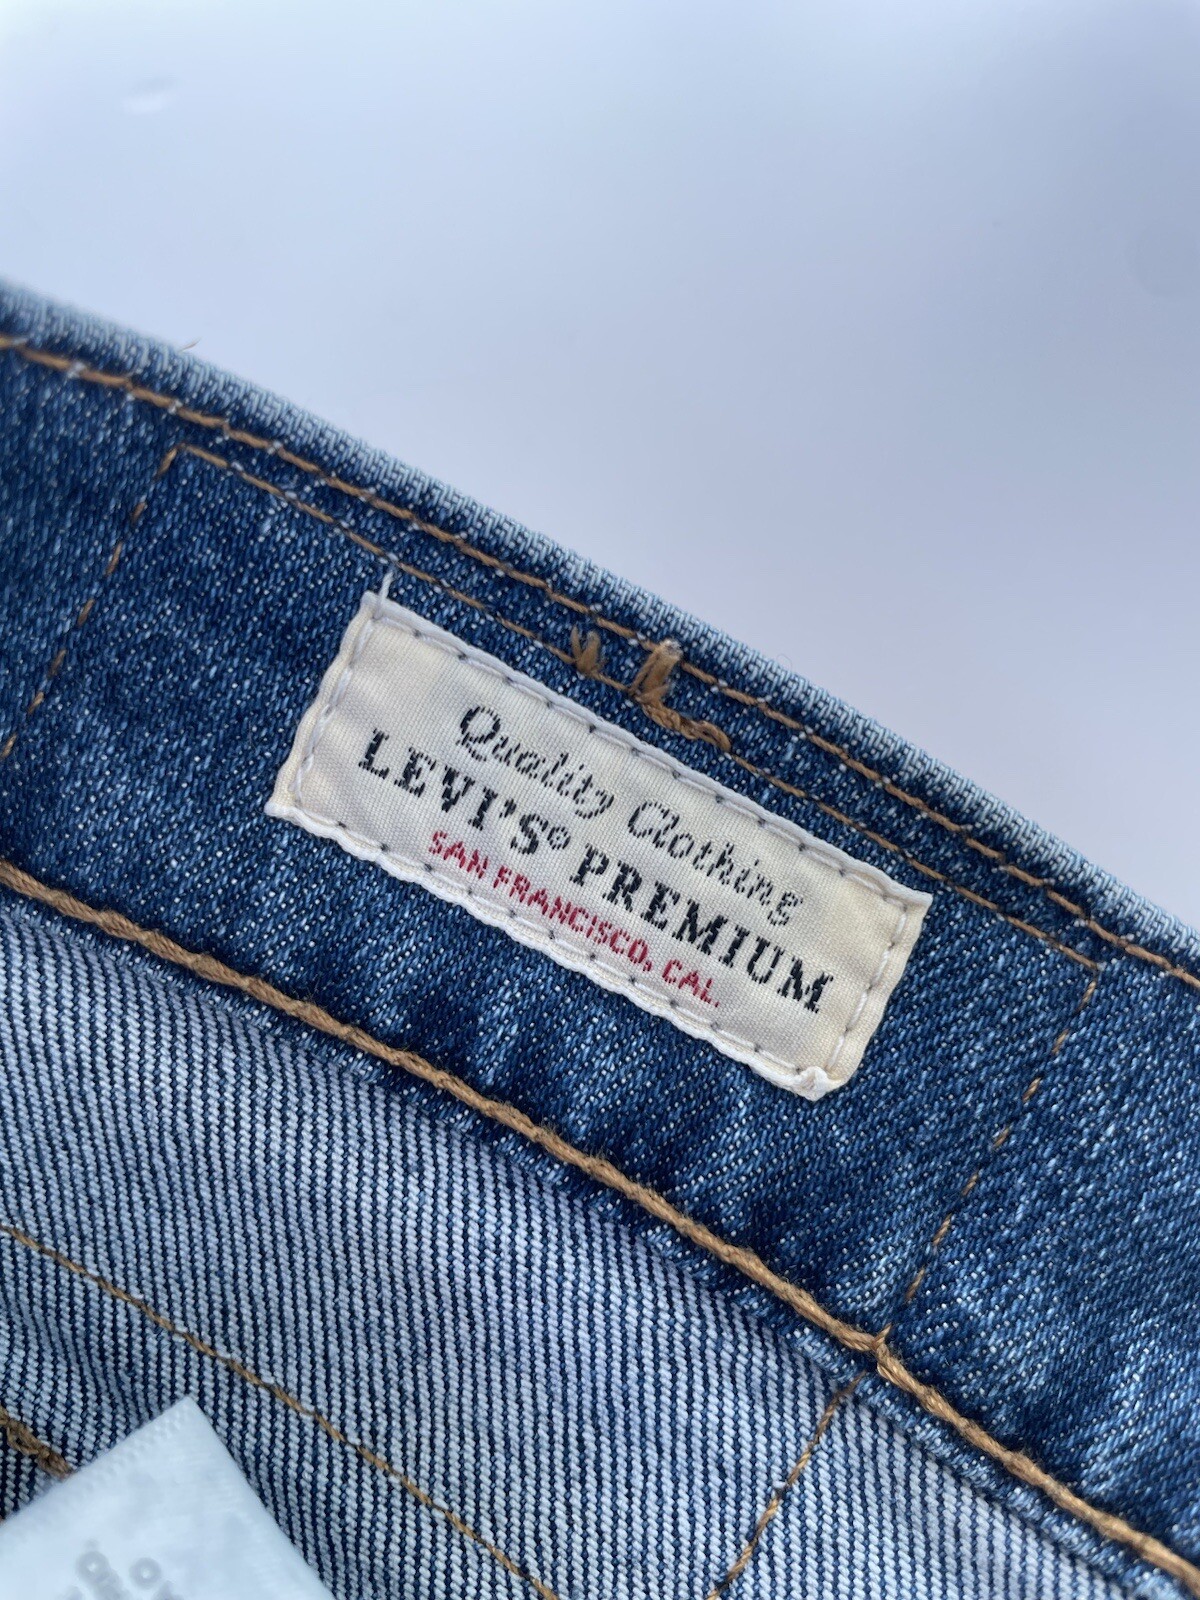 Quality Clothing
LEVI'S® PREMIUM
SAN FRANCISCO, CAL.